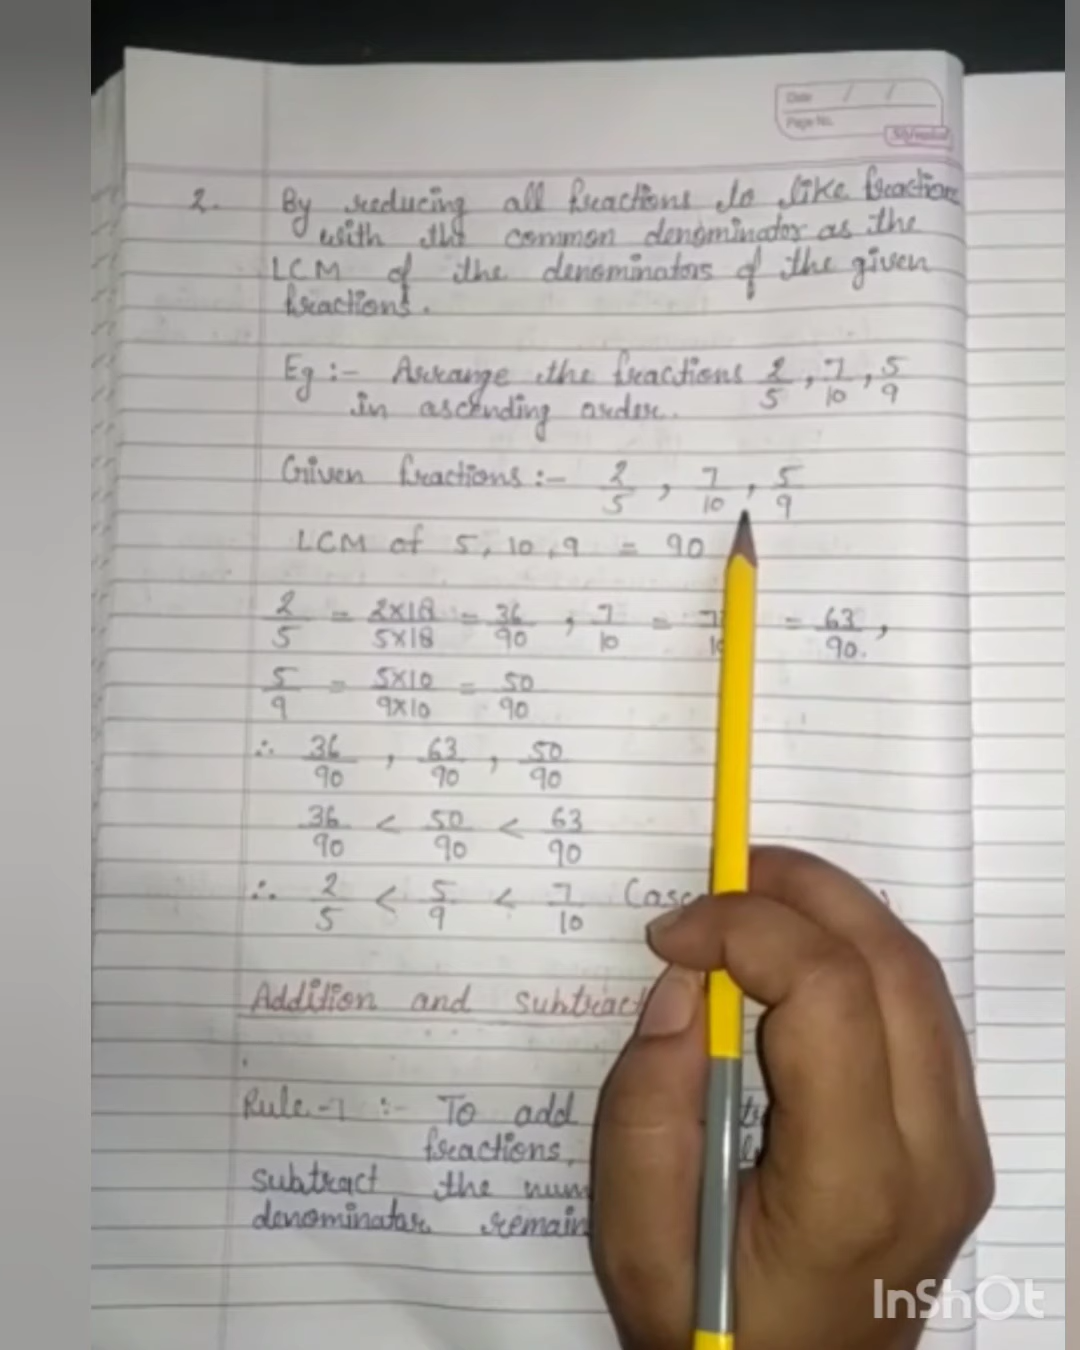 Date / /
Page No.
2. By reducing all fractions to like fraction
with the common denominator as the
LCM of the denominators of the given
fractions.
Eg :- Arrange the fractions 2/5, 7/10, 5/9
in ascending order.
Given fractions :- 2/5, 7/10, 5/9
LCM of 5, 10, 9 = 90
2/5 = 2×18/5×18 = 36/90, 7/10 = = 63/90.,
5/9 = 5×10/9×10 = 50/90
∴ 36/90, 63/90, 50/90
36/90 < 50/90 < 63/90
∴ 2/5 < 5/9 < 7/10
Addition and subtract
Rule-1 :- To add
fractions,
subtract the num
denominator remain
InShOt